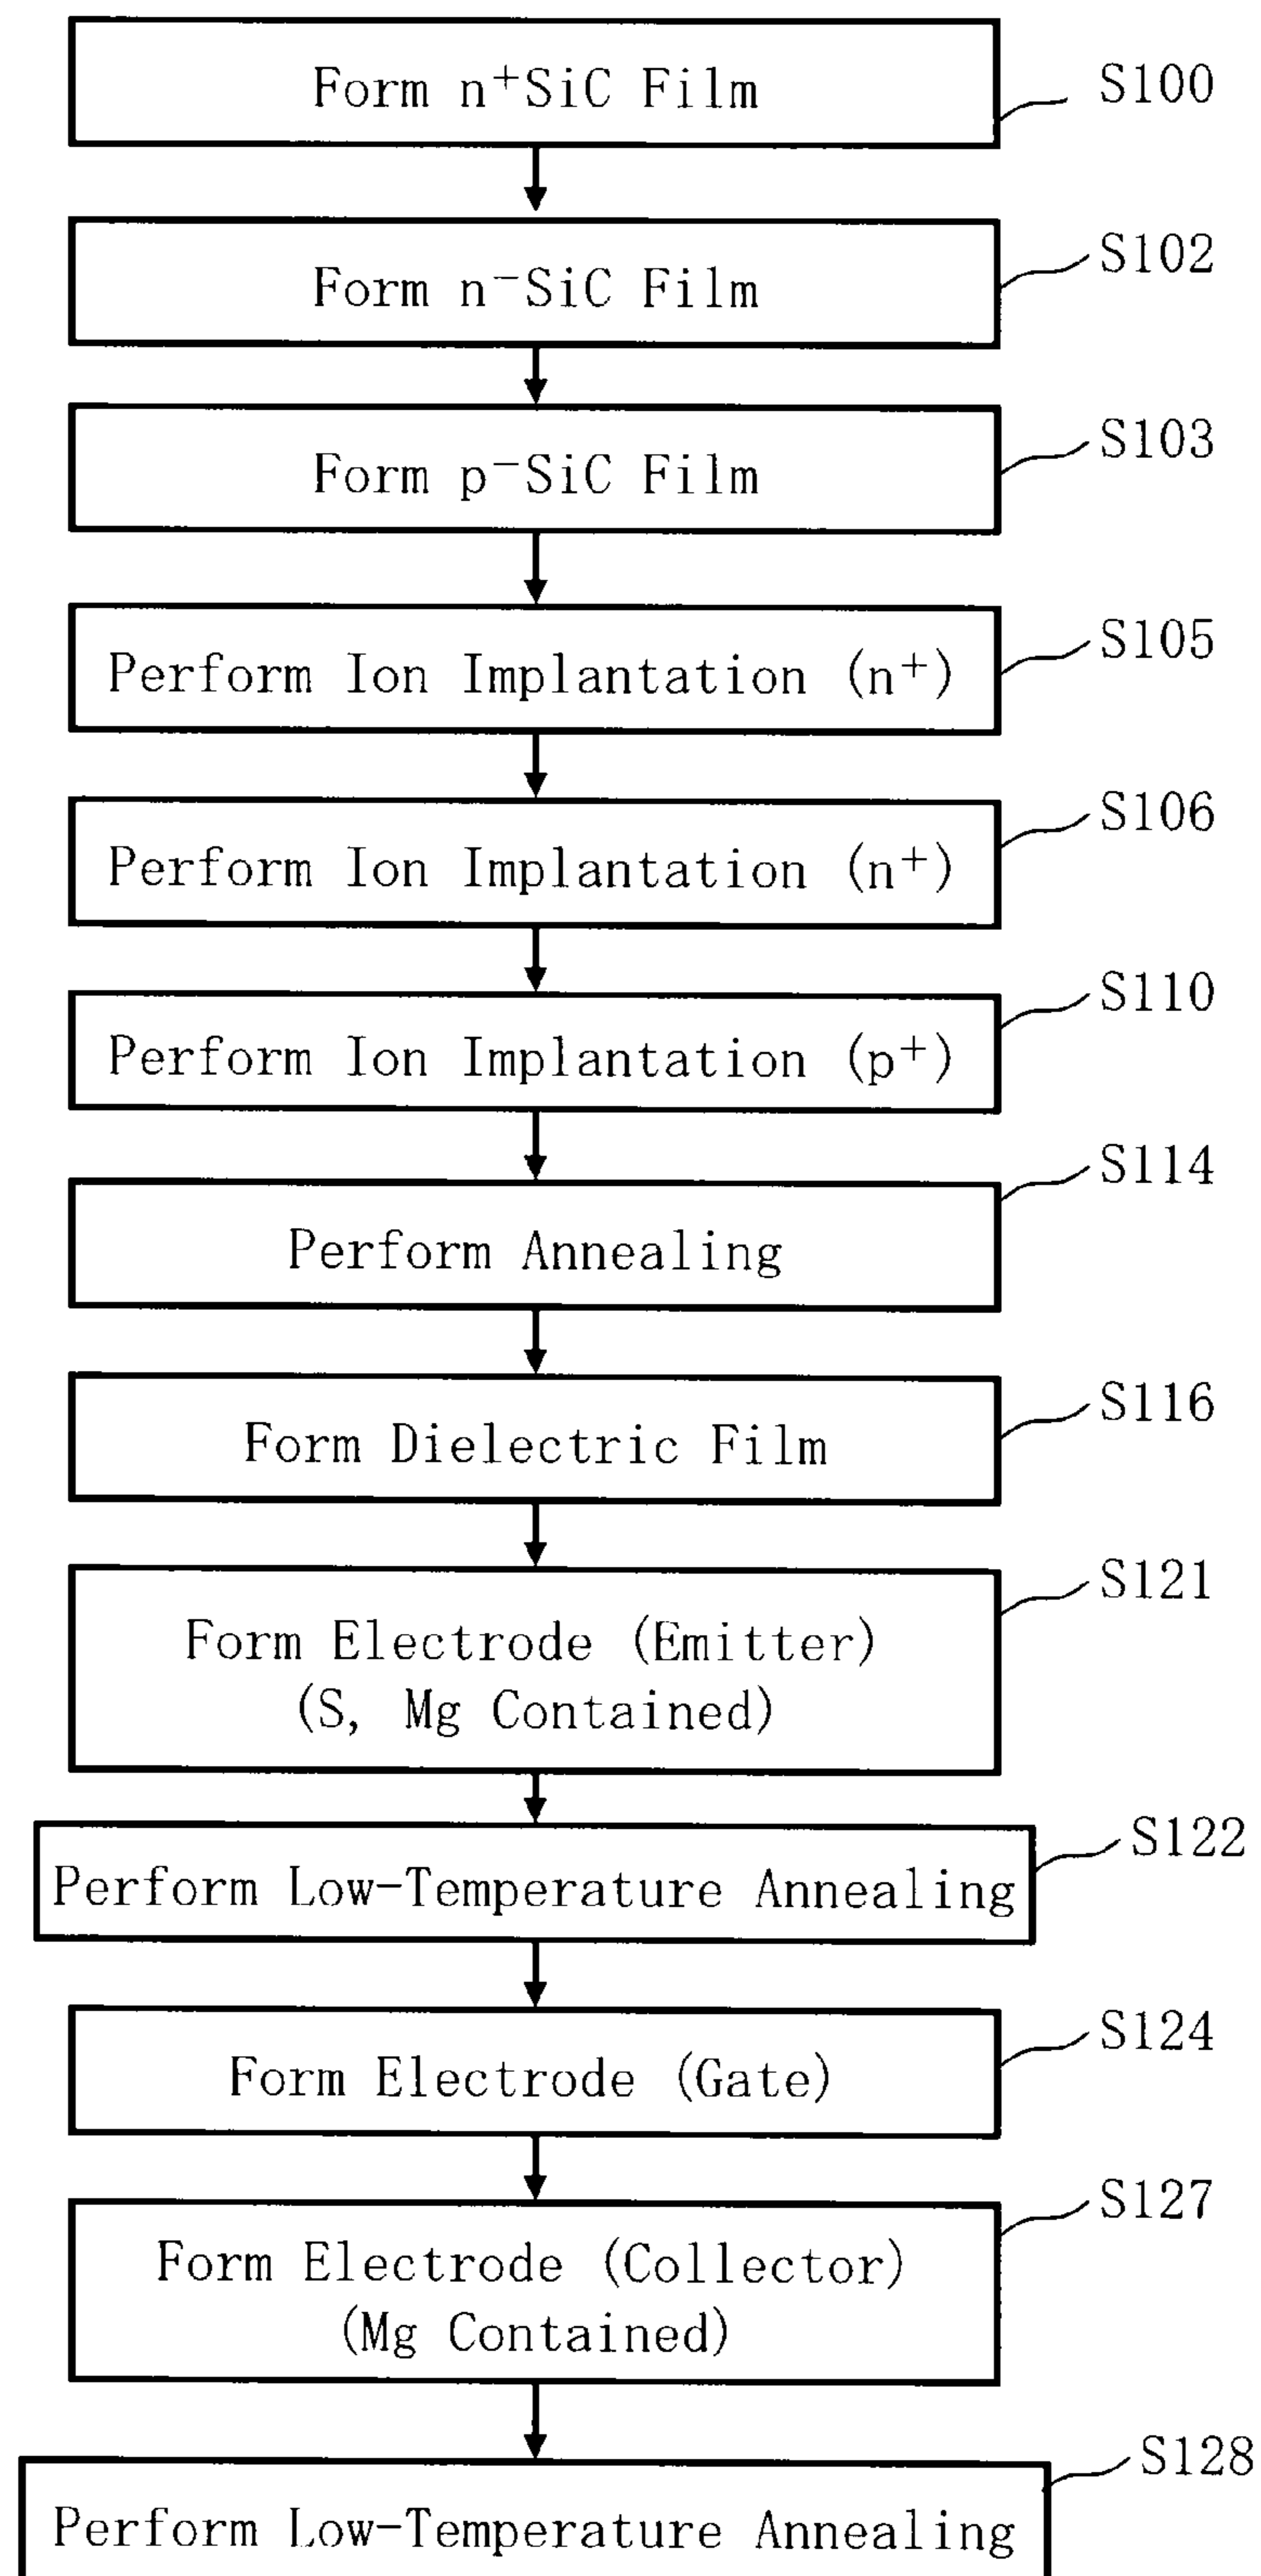 Form n⁺SiC Film
S100
Form n⁻SiC Film
S102
Form p⁻SiC Film
S103
Perform Ion Implantation (n⁺)
S105
Perform Ion Implantation (n⁺)
S106
Perform Ion Implantation (p⁺)
S110
Perform Annealing
S114
Form Dielectric Film
S116
Form Electrode (Emitter)
(S, Mg Contained)
S121
Perform Low-Temperature Annealing
S122
Form Electrode (Gate)
S124
Form Electrode (Collector)
(Mg Contained)
S127
Perform Low-Temperature Annealing
S128